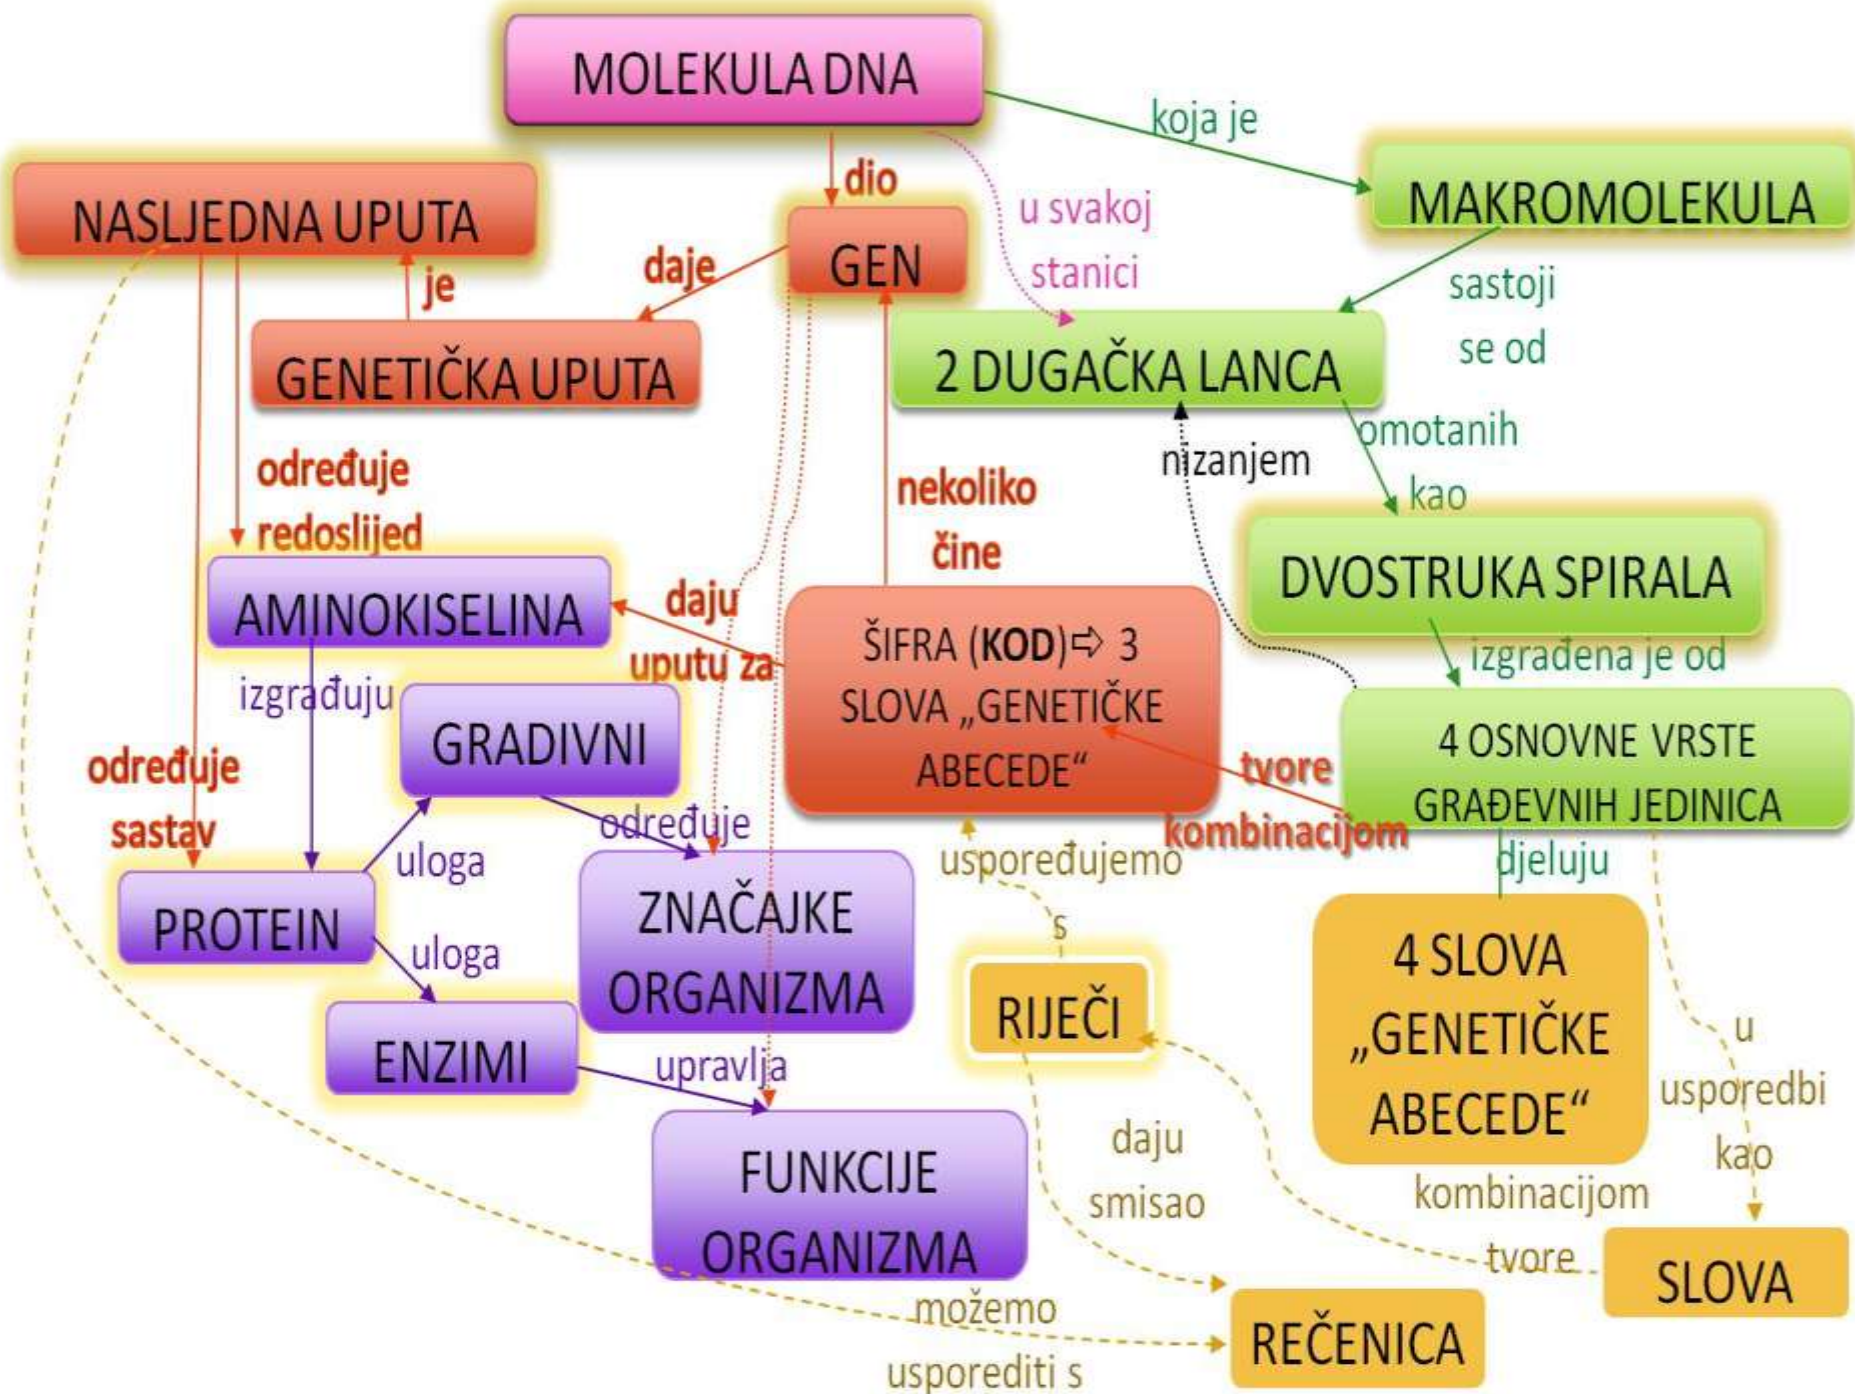 MOLEKULA DNA
koja je
dio
NASLJEDNA UPUTA
MAKROMOLEKULA
u svakoj
stanici
GEN
daje
je
sastoji
se od
GENETIČKA UPUTA
2 DUGAČKA LANCA
omotanih
kao
nizanjem
određuje
redoslijed
nekoliko
čine
DVOSTRUKA SPIRALA
AMINOKISELINA
daju
uputu za
ŠIFRA (KOD)⇨ 3
SLOVA „GENETIČKE
ABECEDE“
izgrađena je od
izgrađuju
GRADIVNI
4 OSNOVNE VRSTE
GRAĐEVNIH JEDINICA
tvore
kombinacijom
određuje
sastav
određuje
uloga
uspoređujemo
s
djeluju
PROTEIN
ZNAČAJKE
ORGANIZMA
4 SLOVA
„GENETIČKE
ABECEDE“
uloga
RIJEČI
u
usporedbi
kao
ENZIMI
upravlja
FUNKCIJE
ORGANIZMA
daju
smisao
kombinacijom
tvore
SLOVA
možemo
usporediti s
REČENICA